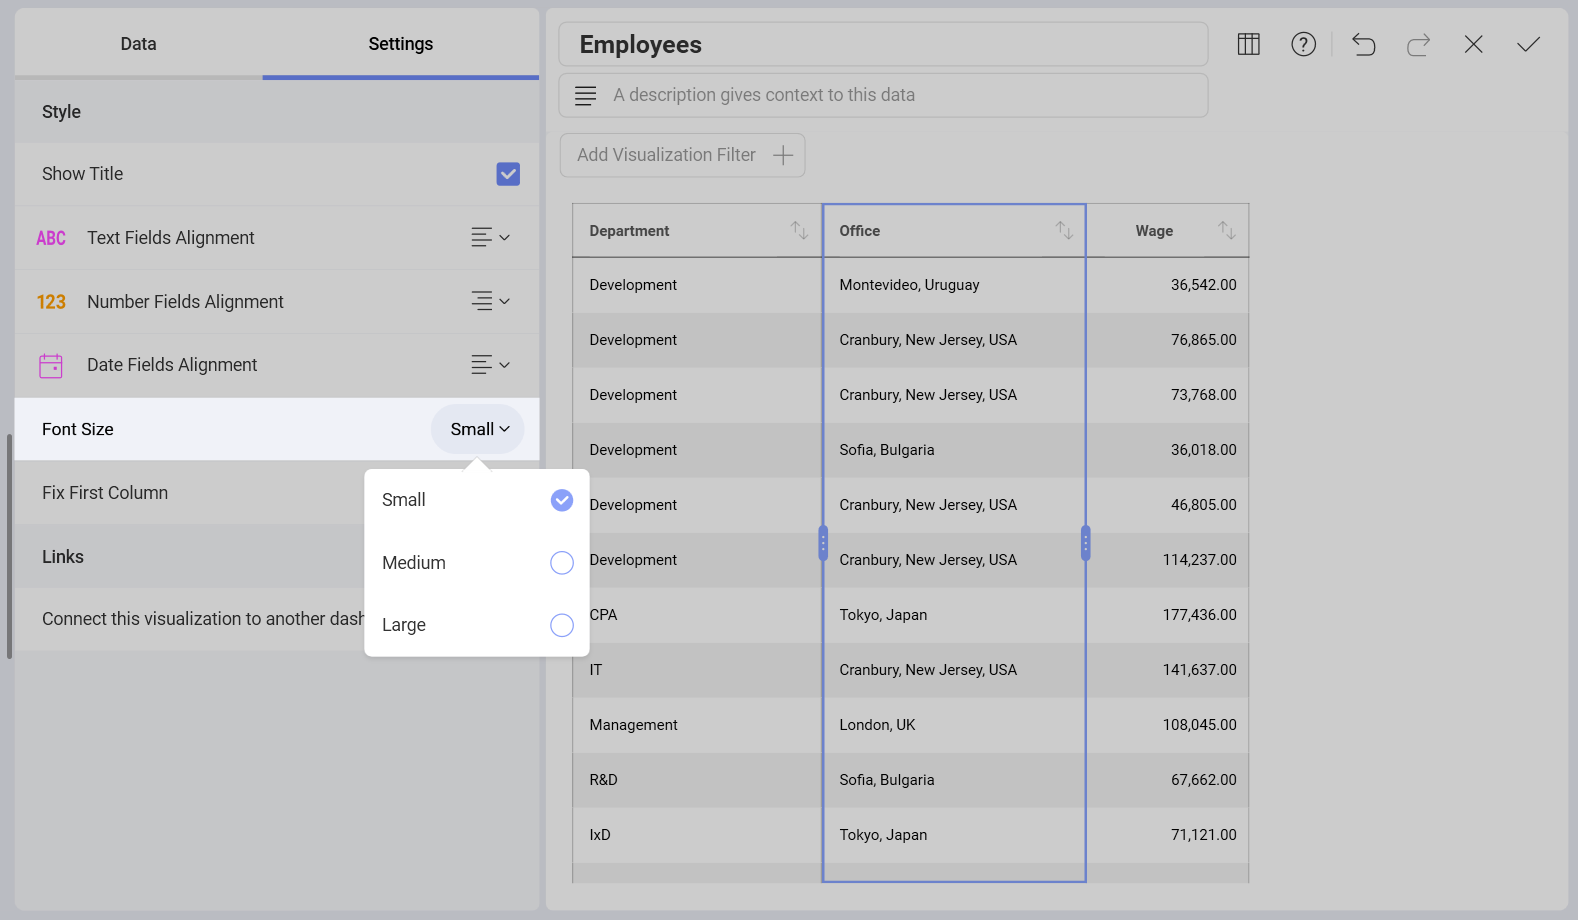 Data
Settings
Style
Show Title
ABC Text Fields Alignment
123 Number Fields Alignment
Date Fields Alignment
Font Size Small
Fix First Column
Small
Medium
Large
Links
Connect this visualization to another dash
Employees
?
A description gives context to this data
Add Visualization Filter
Department Office Wage
Development Montevideo, Uruguay 36,542.00
Development Cranbury, New Jersey, USA 76,865.00
Development Cranbury, New Jersey, USA 73,768.00
Development Sofia, Bulgaria 36,018.00
Development Cranbury, New Jersey, USA 46,805.00
Development Cranbury, New Jersey, USA 114,237.00
CPA Tokyo, Japan 177,436.00
IT Cranbury, New Jersey, USA 141,637.00
Management London, UK 108,045.00
R&D Sofia, Bulgaria 67,662.00
IxD Tokyo, Japan 71,121.00